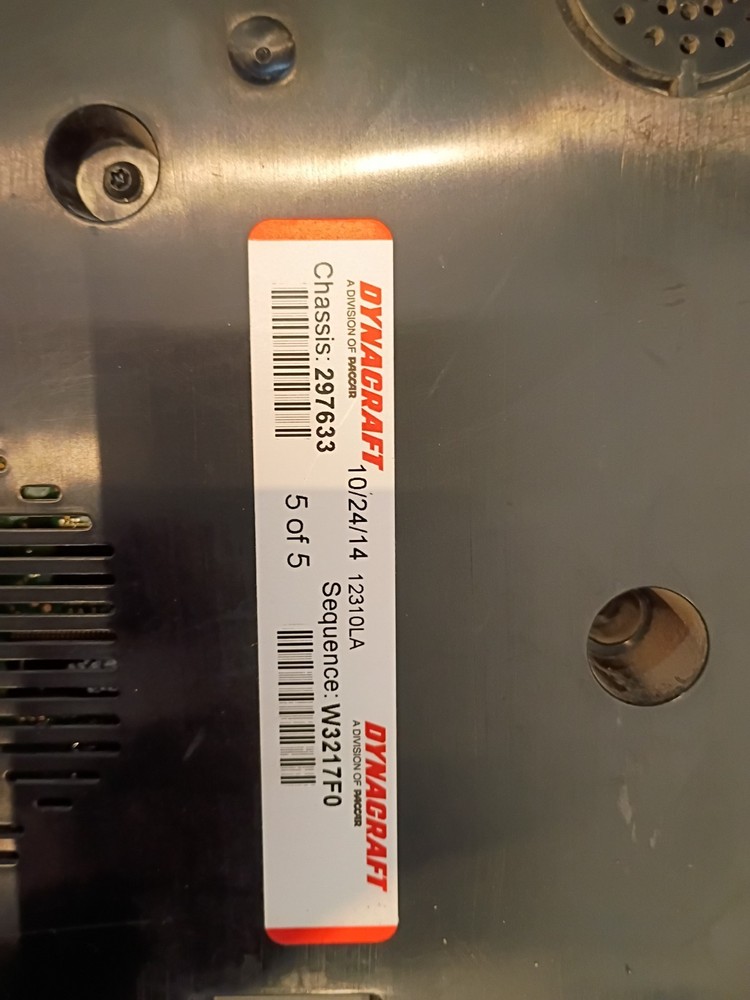 DYNACRAFT
A DIVISION OF PACCAR
10/24/14 12310LA
DYNACRAFT
A DIVISION OF PACCAR
Chassis: 297633
5 of 5
Sequence: W3217F0